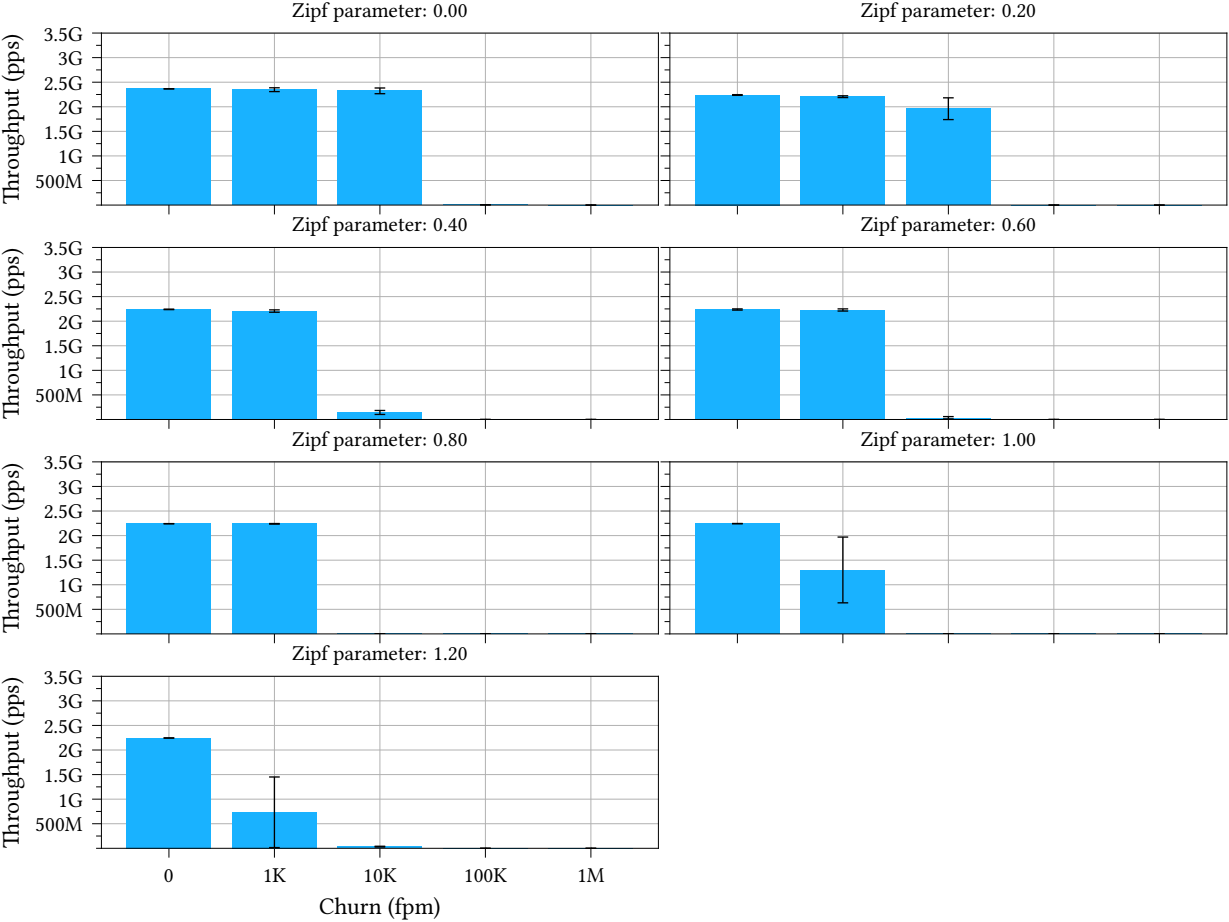 Zipf parameter: 0.00
Zipf parameter: 0.20
Throughput (pps)
3.5G
3G
2.5G
2G
1.5G
1G
500M
Zipf parameter: 0.40
Zipf parameter: 0.60
Throughput (pps)
3.5G
3G
2.5G
2G
1.5G
1G
500M
Zipf parameter: 0.80
Zipf parameter: 1.00
Throughput (pps)
3.5G
3G
2.5G
2G
1.5G
1G
500M
Zipf parameter: 1.20
Throughput (pps)
3.5G
3G
2.5G
2G
1.5G
1G
500M
0 1K 10K 100K 1M
Churn (fpm)